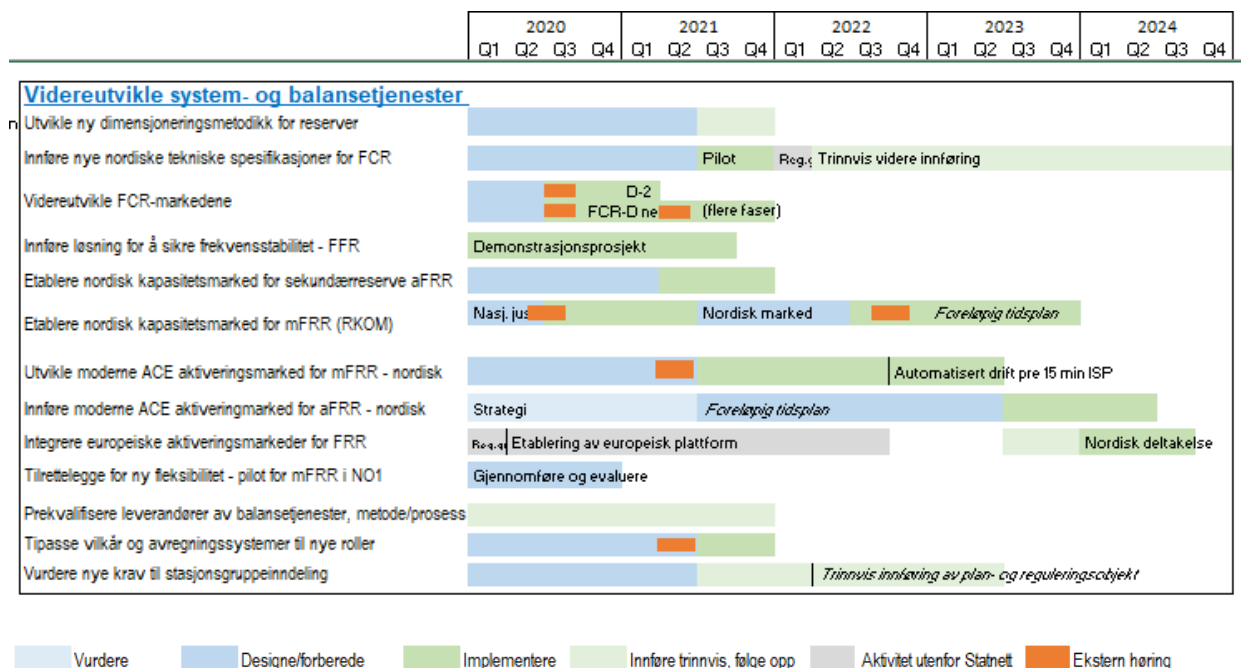 2020 2021 2022 2023 2024
Q1 Q2 Q3 Q4 Q1 Q2 Q3 Q4 Q1 Q2 Q3 Q4 Q1 Q2 Q3 Q4 Q1 Q2 Q3 Q4
Videreutvikle system- og balansetjenester
n Utvikle ny dimensjoneringsmetodikk for reserver
Innføre nye nordiske tekniske spesifikasjoner for FCR Pilot Reg.g Trinnvis videre innføring
Videreutvikle FCR-markedene
D-2
FCR-D ne (flere faser)
Innføre løsning for å sikre frekvensstabilitet - FFR Demonstrasjonsprosjekt
Etablere nordisk kapasitetsmarked for sekundærreserve aFRR
Etablere nordisk kapasitetsmarked for mFRR (RKOM) Nasj. jus Nordisk marked Foreløpig tidsplan
Utvikle moderne ACE aktiveringsmarked for mFRR - nordisk Automatisert drift pre 15 min ISP
Innføre moderne ACE aktiveringmarked for aFRR - nordisk Strategi Foreløpig tidsplan
Integrere europeiske aktiveringsmarkeder for FRR Reg.gr Etablering av europeisk plattform Nordisk deltakelse
Tilrettelegge for ny fleksibilitet - pilot for mFRR i NO1 Gjennomføre og evaluere
Prekvalifisere leverandører av balansetjenester, metode/prosess
Tipasse vilkår og avregningssystemer til nye roller
Vurdere nye krav til stasjonsgruppeinndeling Trinnvis innføring av plan- og reguleringsobjekt
Vurdere Designe/forberede Implementere Innføre trinnvis, følge opp Aktivitet utenfor Statnett Ekstern høring